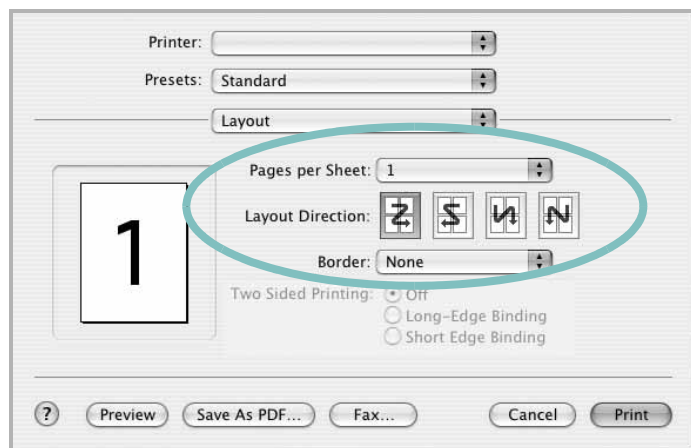 Printer:
Presets: Standard
Layout
Pages per Sheet: 1
1
Layout Direction:
Border: None
Two Sided Printing: Off
Long-Edge Binding
Short Edge Binding
? Preview Save As PDF... Fax... Cancel Print